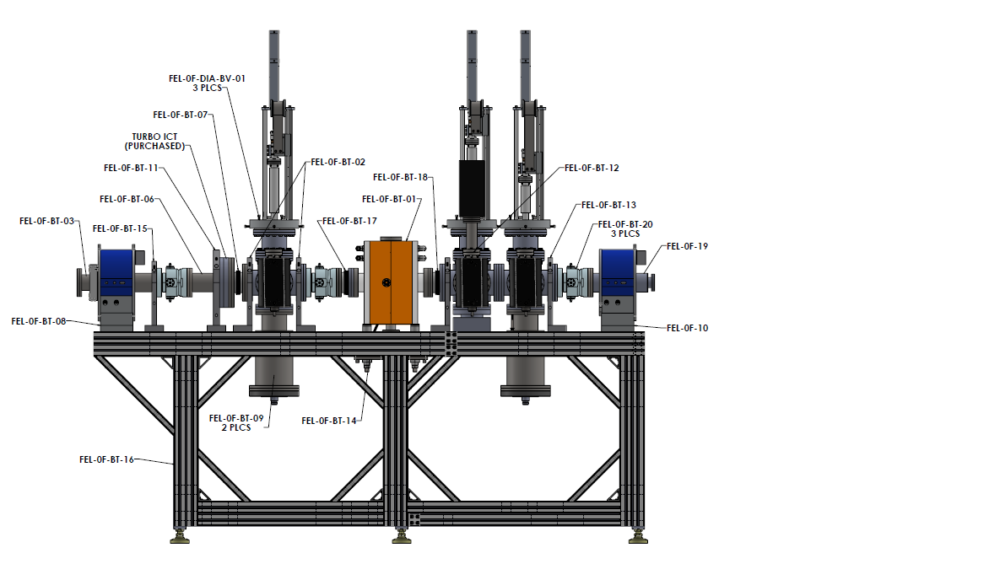 FEL-0F-DIA-BV-01
3 PLCS
FEL-0F-BT-07
TURBO ICT
(PURCHASED)
FEL-0F-BT-11
FEL-0F-BT-06
FEL-0F-BT-03
FEL-0F-BT-15
FEL-0F-BT-02
FEL-0F-BT-18
FEL-0F-BT-01
FEL-0F-BT-17
FEL-0F-BT-12
FEL-0F-BT-13
FEL-0F-BT-20
3 PLCS
FEL-0F-19
FEL-0F-BT-08
FEL-0F-10
FEL-0F-BT-09
2 PLCS
FEL-0F-BT-14
FEL-0F-BT-16